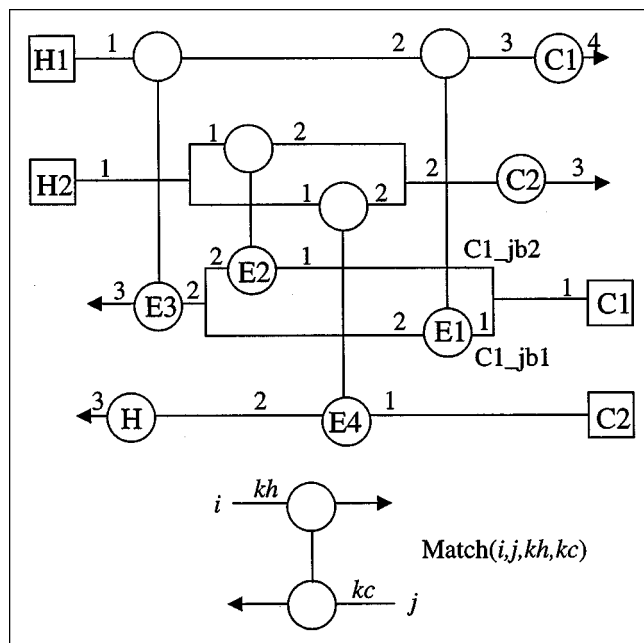 H1 1 2 3 C1 4
1 2
H2 1 2 C2 3
1 2
C1_jb2
2 E2 1
3 E3 2 1 C1
2 E1 1
C1_jb1
3 H 2 E4 1 C2
i kh
Match(i,j,kh,kc)
kc j